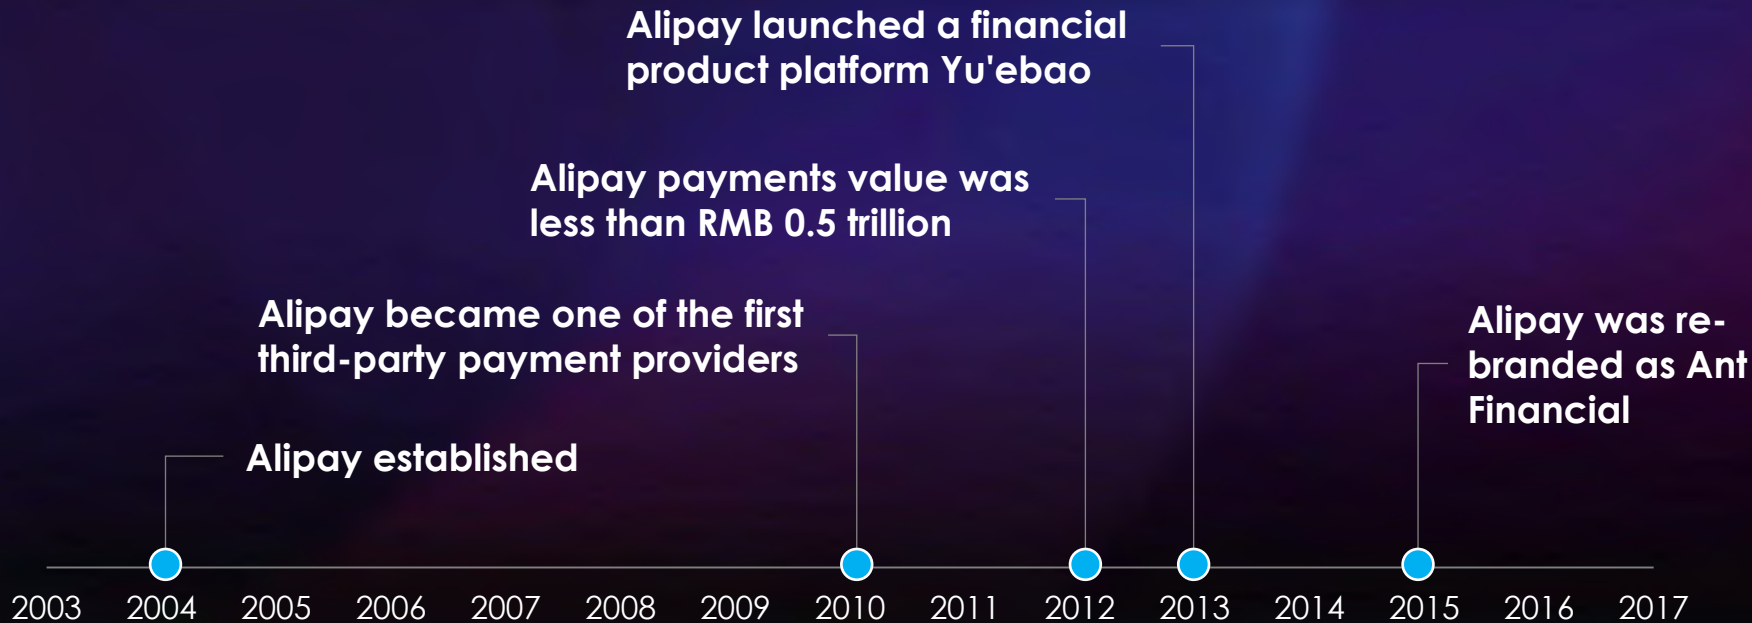 Alipay launched a financial
product platform Yu'ebao
Alipay payments value was
less than RMB 0.5 trillion
Alipay became one of the first
third-party payment providers
Alipay was re-
branded as Ant
Financial
Alipay established
2003 2004 2005 2006 2007 2008 2009 2010 2011 2012 2013 2014 2015 2016 2017